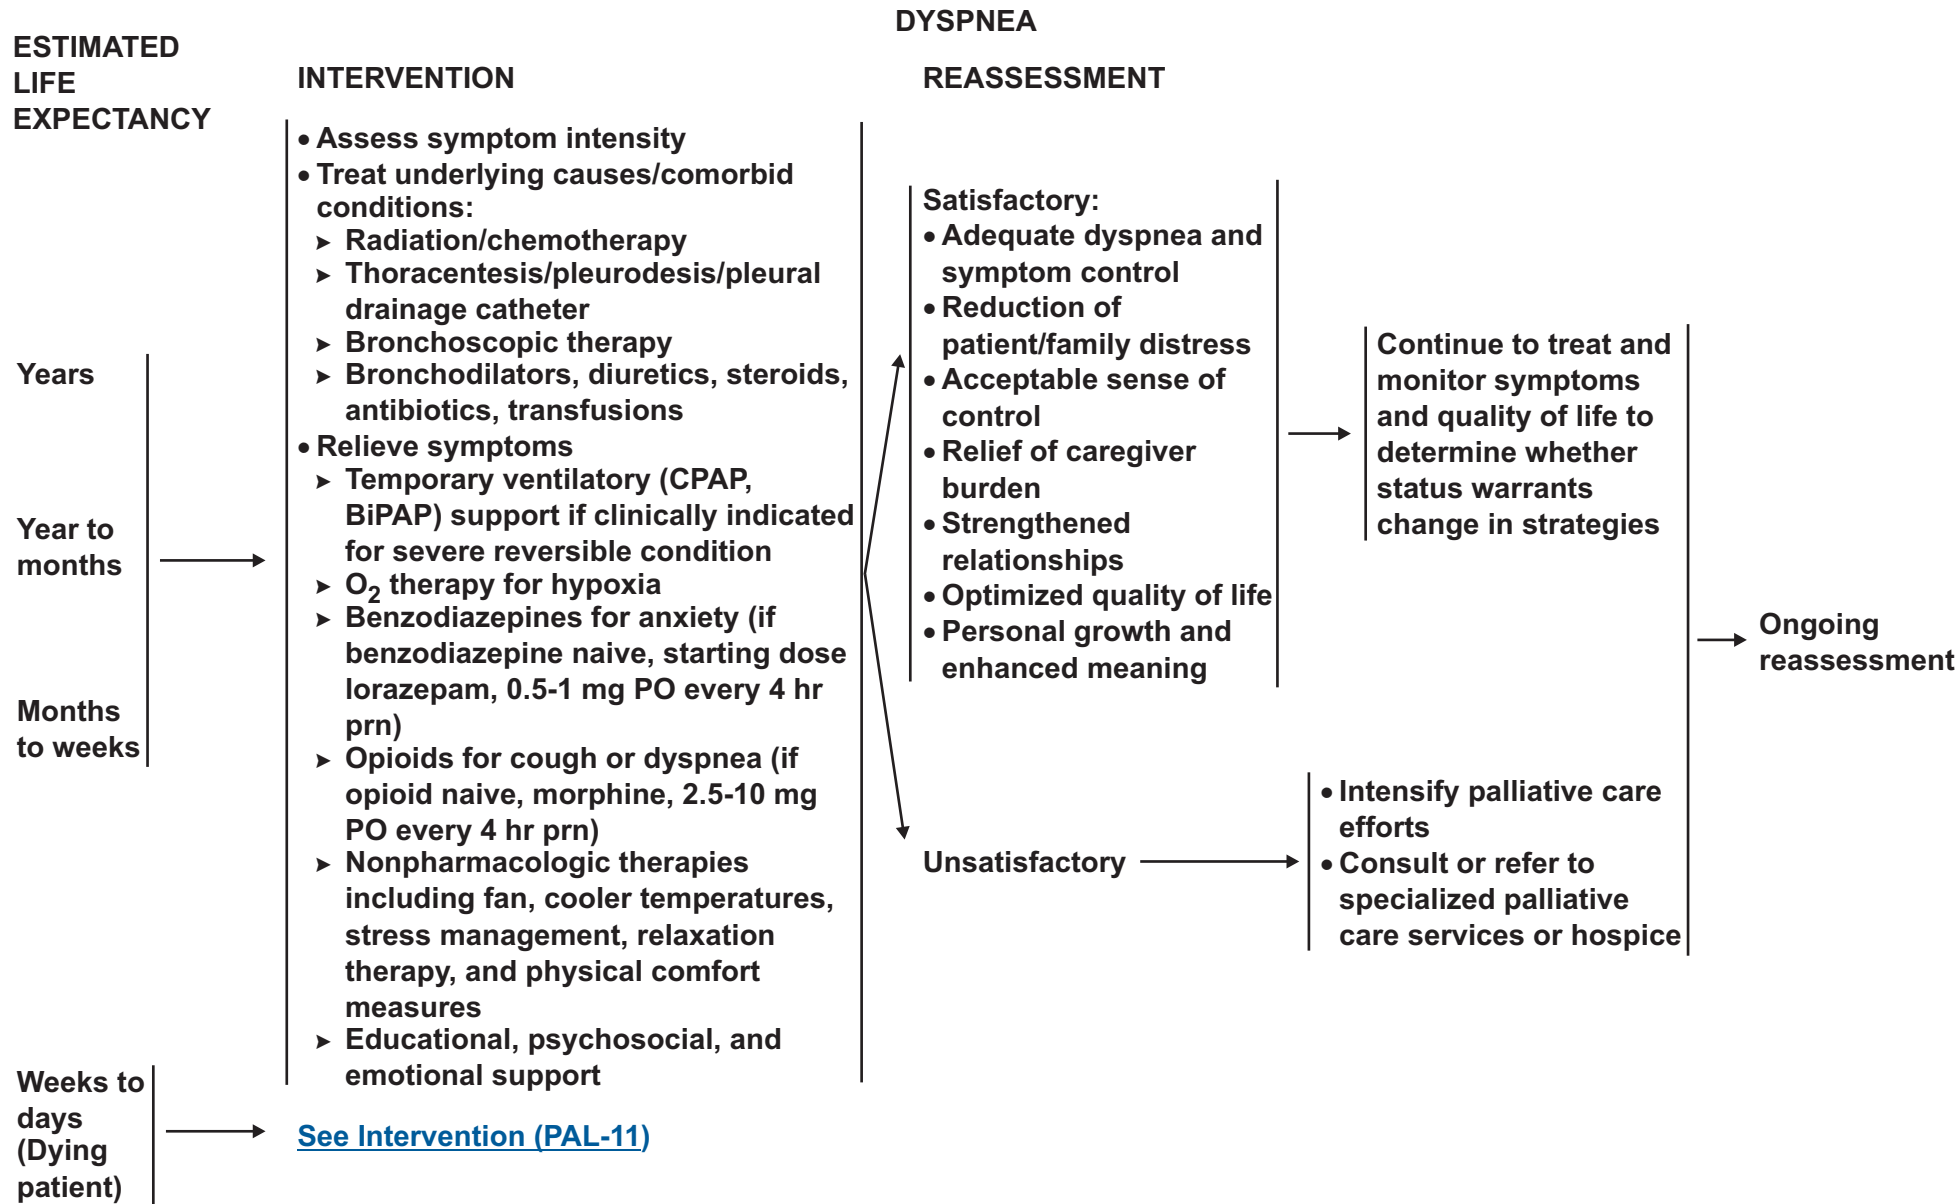 DYSPNEA
ESTIMATED
LIFE
EXPECTANCY
INTERVENTION
REASSESSMENT
Years
Year to
months
Months
to weeks
• Assess symptom intensity
• Treat underlying causes/comorbid
conditions:
➤ Radiation/chemotherapy
➤ Thoracentesis/pleurodesis/pleural
drainage catheter
➤ Bronchoscopic therapy
➤ Bronchodilators, diuretics, steroids,
antibiotics, transfusions
• Relieve symptoms
➤ Temporary ventilatory (CPAP,
BiPAP) support if clinically indicated
for severe reversible condition
➤ O2 therapy for hypoxia
➤ Benzodiazepines for anxiety (if
benzodiazepine naive, starting dose
lorazepam, 0.5-1 mg PO every 4 hr
prn)
➤ Opioids for cough or dyspnea (if
opioid naive, morphine, 2.5-10 mg
PO every 4 hr prn)
➤ Nonpharmacologic therapies
including fan, cooler temperatures,
stress management, relaxation
therapy, and physical comfort
measures
➤ Educational, psychosocial, and
emotional support
Satisfactory:
• Adequate dyspnea and
symptom control
• Reduction of
patient/family distress
• Acceptable sense of
control
• Relief of caregiver
burden
• Strengthened
relationships
• Optimized quality of life
• Personal growth and
enhanced meaning
Continue to treat and
monitor symptoms
and quality of life to
determine whether
status warrants
change in strategies
Unsatisfactory
• Intensify palliative care
efforts
• Consult or refer to
specialized palliative
care services or hospice
Ongoing
reassessment
Weeks to
days
(Dying
patient)
See Intervention (PAL-11)